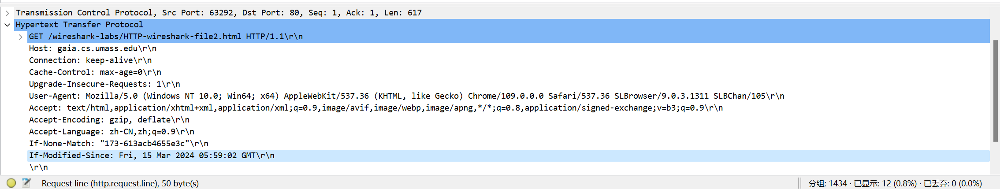 Transmission Control Protocol, Src Port: 63292, Dst Port: 80, Seq: 1, Ack: 1, Len: 617
Hypertext Transfer Protocol
GET /wireshark-labs/HTTP-wireshark-file2.html HTTP/1.1\r\n
Host: gaia.cs.umass.edu\r\n
Connection: keep-alive\r\n
Cache-Control: max-age=0\r\n
Upgrade-Insecure-Requests: 1\r\n
User-Agent: Mozilla/5.0 (Windows NT 10.0; Win64; x64) AppleWebKit/537.36 (KHTML, like Gecko) Chrome/109.0.0.0 Safari/537.36 SLBrowser/9.0.3.1311 SLBChan/105\r\n
Accept: text/html,application/xhtml+xml,application/xml;q=0.9,image/avif,image/webp,image/apng,*/*;q=0.8,application/signed-exchange;v=b3;q=0.9\r\n
Accept-Encoding: gzip, deflate\r\n
Accept-Language: zh-CN,zh;q=0.9\r\n
If-None-Match: "173-613acb4655e3c"\r\n
If-Modified-Since: Fri, 15 Mar 2024 05:59:02 GMT\r\n
\r\n
Request line (http.request.line), 50 byte(s)
分组: 1434 · 已显示: 12 (0.8%) · 已丢弃: 0 (0.0%)